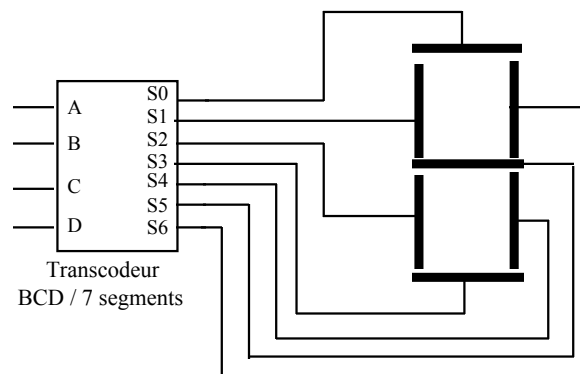 A
B
C
D
S0
S1
S2
S3
S4
S5
S6
Transcodeur
BCD / 7 segments